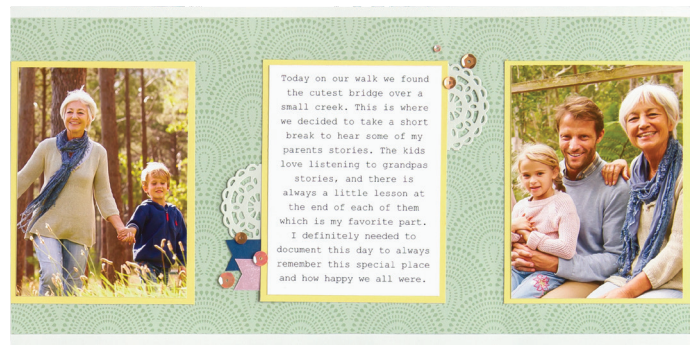 Today on our walk we found
the cutest bridge over a
small creek. This is where
we decided to take a short
break to hear some of my
parents stories. The kids
love listening to grandpas
stories, and there is
always a little lesson at
the end of each of them
which is my favorite part.
I definitely needed to
document this day to always
remember this special place
and how happy we all were.